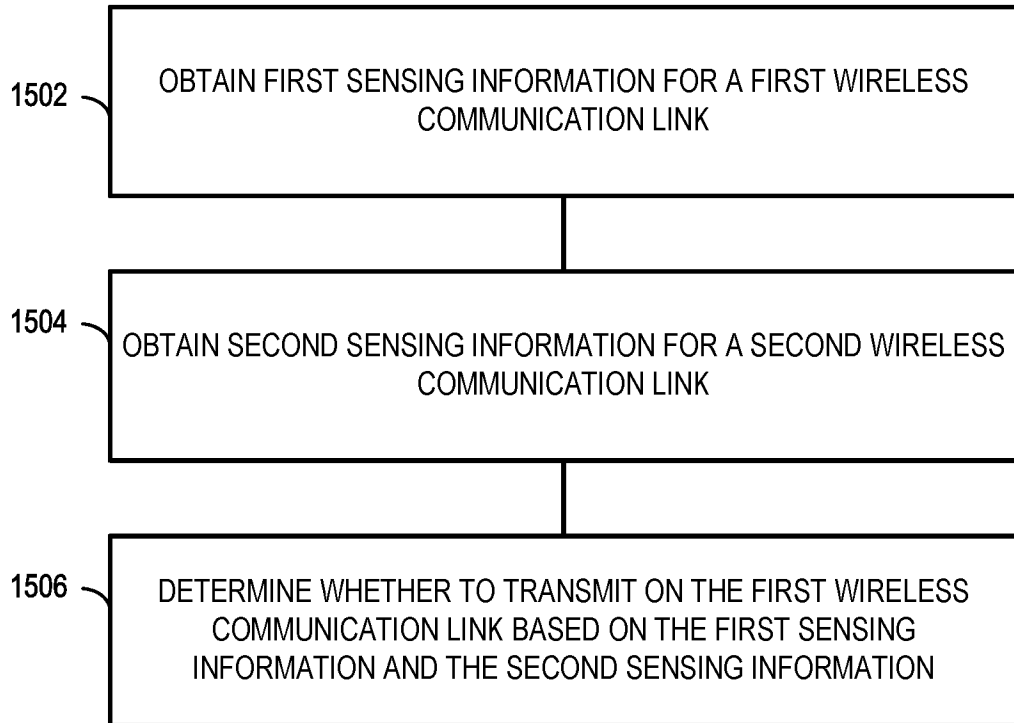 1502
OBTAIN FIRST SENSING INFORMATION FOR A FIRST WIRELESS
COMMUNICATION LINK
1504
OBTAIN SECOND SENSING INFORMATION FOR A SECOND WIRELESS
COMMUNICATION LINK
1506
DETERMINE WHETHER TO TRANSMIT ON THE FIRST WIRELESS
COMMUNICATION LINK BASED ON THE FIRST SENSING
INFORMATION AND THE SECOND SENSING INFORMATION